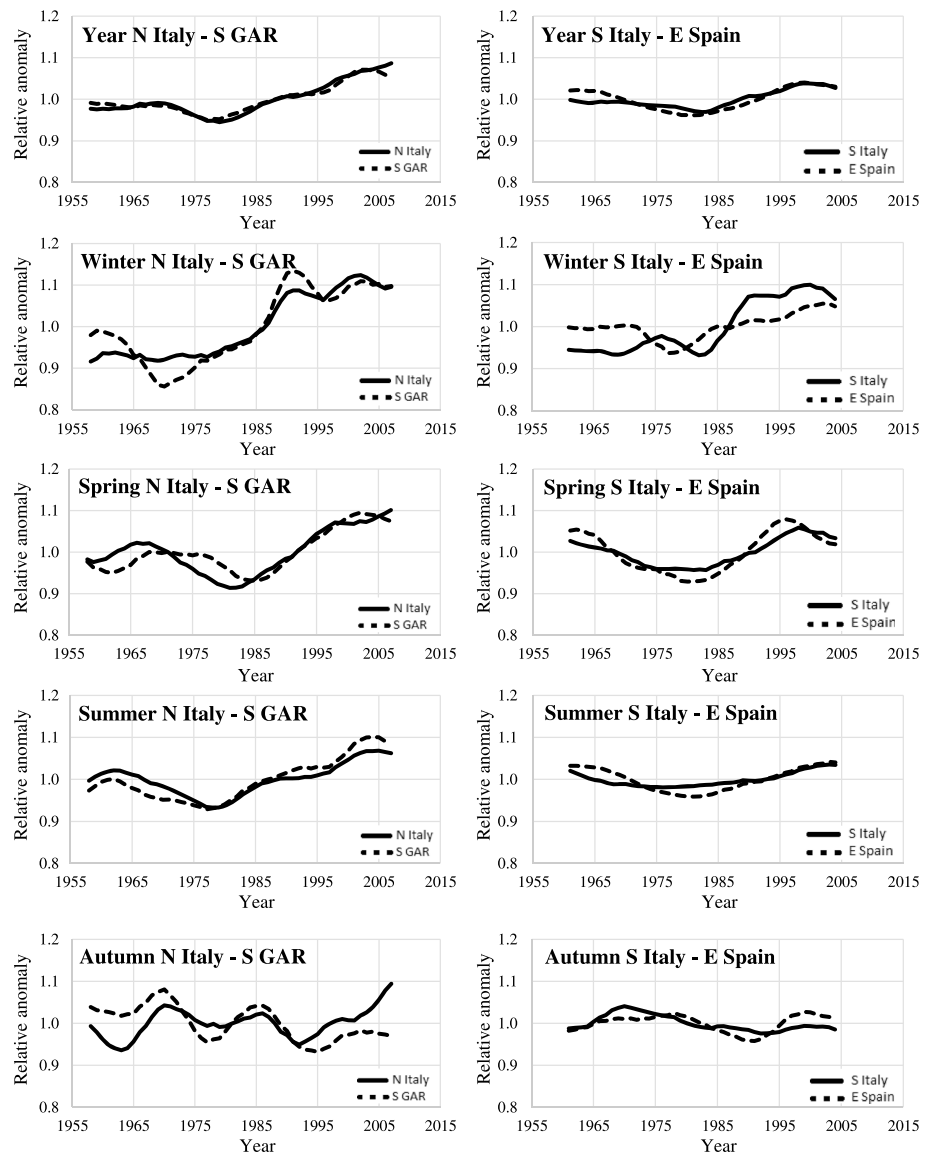 Year N Italy - S GAR
Relative anomaly
1.2
1.1
1.0
0.9
0.8
N Italy
S GAR
1955 1965 1975 1985 1995 2005 2015
Year
Year S Italy - E Spain
Relative anomaly
1.2
1.1
1.0
0.9
0.8
S Italy
E Spain
1955 1965 1975 1985 1995 2005 2015
Year
Winter N Italy - S GAR
Relative anomaly
1.2
1.1
1.0
0.9
0.8
N Italy
S GAR
1955 1965 1975 1985 1995 2005 2015
Year
Winter S Italy - E Spain
Relative anomaly
1.2
1.1
1.0
0.9
0.8
S Italy
E Spain
1955 1965 1975 1985 1995 2005 2015
Year
Spring N Italy - S GAR
Relative anomaly
1.2
1.1
1.0
0.9
0.8
N Italy
S GAR
1955 1965 1975 1985 1995 2005 2015
Year
Spring S Italy - E Spain
Relative anomaly
1.2
1.1
1.0
0.9
0.8
S Italy
E Spain
1955 1965 1975 1985 1995 2005 2015
Year
Summer N Italy - S GAR
Relative anomaly
1.2
1.1
1.0
0.9
0.8
N Italy
S GAR
1955 1965 1975 1985 1995 2005 2015
Year
Summer S Italy - E Spain
Relative anomaly
1.2
1.1
1.0
0.9
0.8
S Italy
E Spain
1955 1965 1975 1985 1995 2005 2015
Year
Autumn N Italy - S GAR
Relative anomaly
1.2
1.1
1.0
0.9
0.8
N Italy
S GAR
1955 1965 1975 1985 1995 2005 2015
Year
Autumn S Italy - E Spain
Relative anomaly
1.2
1.1
1.0
0.9
0.8
S Italy
E Spain
1955 1965 1975 1985 1995 2005 2015
Year